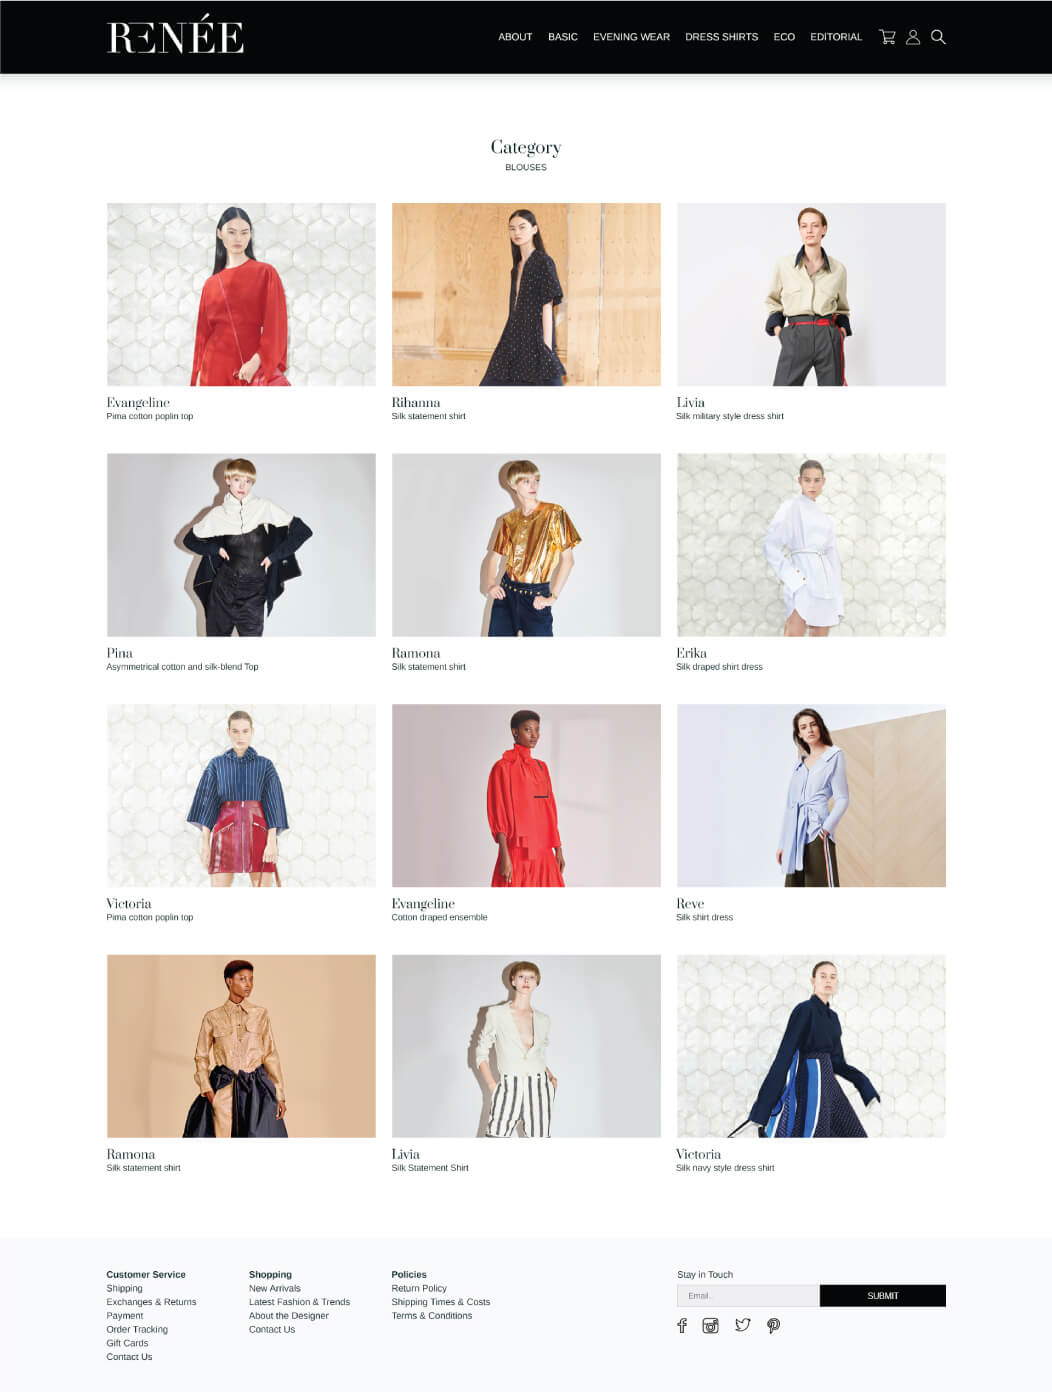 RENÉE
ABOUT BASIC EVENING WEAR DRESS SHIRTS ECO EDITORIAL
Category
BLOUSES
Evangeline
Pima cotton poplin top
Rihanna
Silk statement shirt
Livia
Silk military style dress shirt
Pina
Asymmetrical cotton and silk-blend Top
Ramona
Silk statement shirt
Erika
Silk draped shirt dress
Victoria
Pima cotton poplin top
Evangeline
Cotton draped ensemble
Reve
Silk shirt dress
Ramona
Silk statement shirt
Livia
Silk Statement Shirt
Victoria
Silk navy style dress shirt
Customer Service
Shipping
Exchanges & Returns
Payment
Order Tracking
Gift Cards
Contact Us
Shopping
New Arrivals
Latest Fashion & Trends
About the Designer
Contact Us
Policies
Return Policy
Shipping Times & Costs
Terms & Conditions
Stay in Touch
Email..
SUBMIT